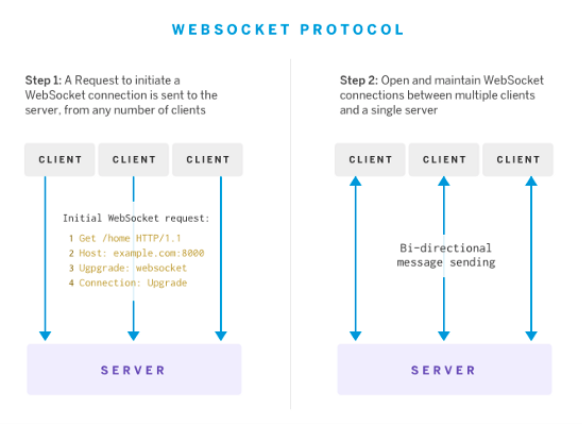 WEBSOCKET PROTOCOL
Step 1: A Request to initiate a
WebSocket connection is sent to the
server, from any number of clients
CLIENT CLIENT CLIENT
Initial WebSocket request:
1 Get /home HTTP/1.1
2 Host: example.com:8000
3 Ugpgrade: websocket
4 Connection: Upgrade
SERVER
Step 2: Open and maintain WebSocket
connections between multiple clients
and a single server
CLIENT CLIENT CLIENT
Bi-directional
message sending
SERVER